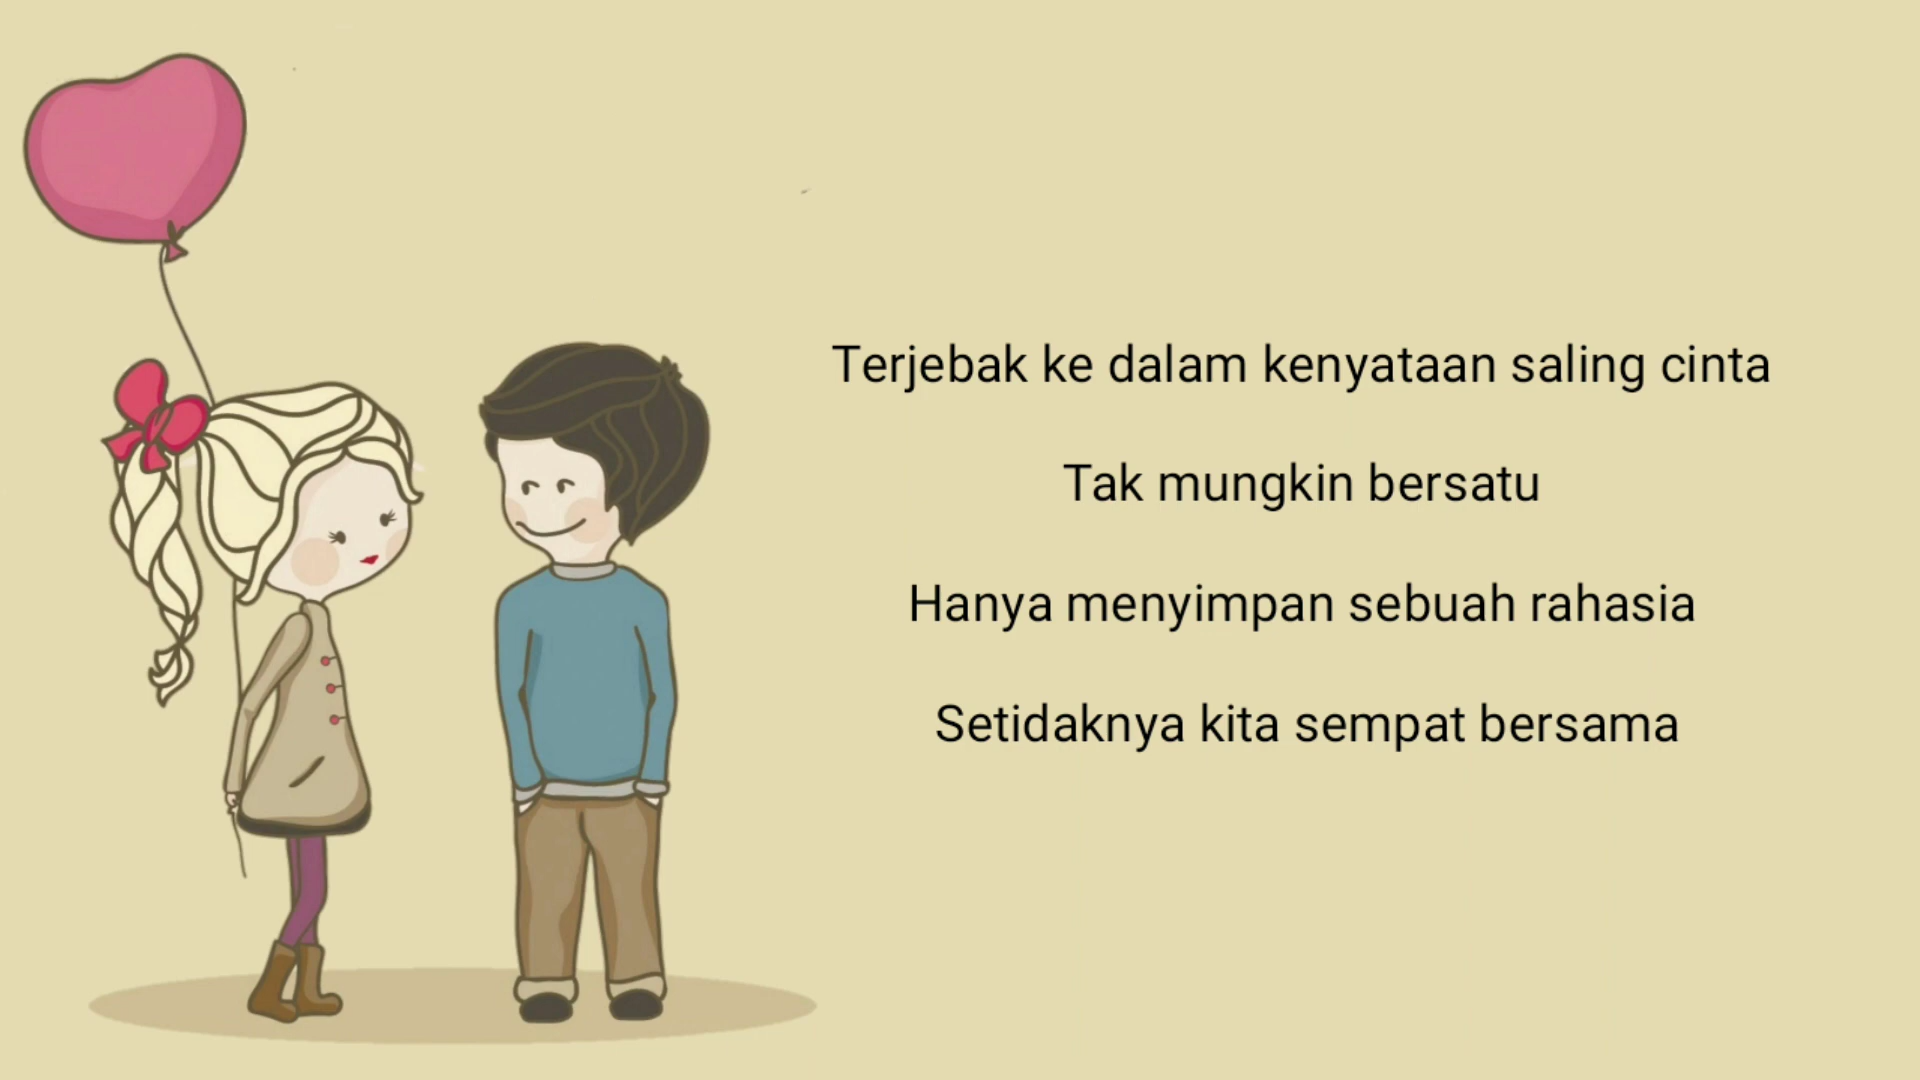 Terjebak ke dalam kenyataan saling cinta
Tak mungkin bersatu
Hanya menyimpan sebuah rahasia
Setidaknya kita sempat bersama